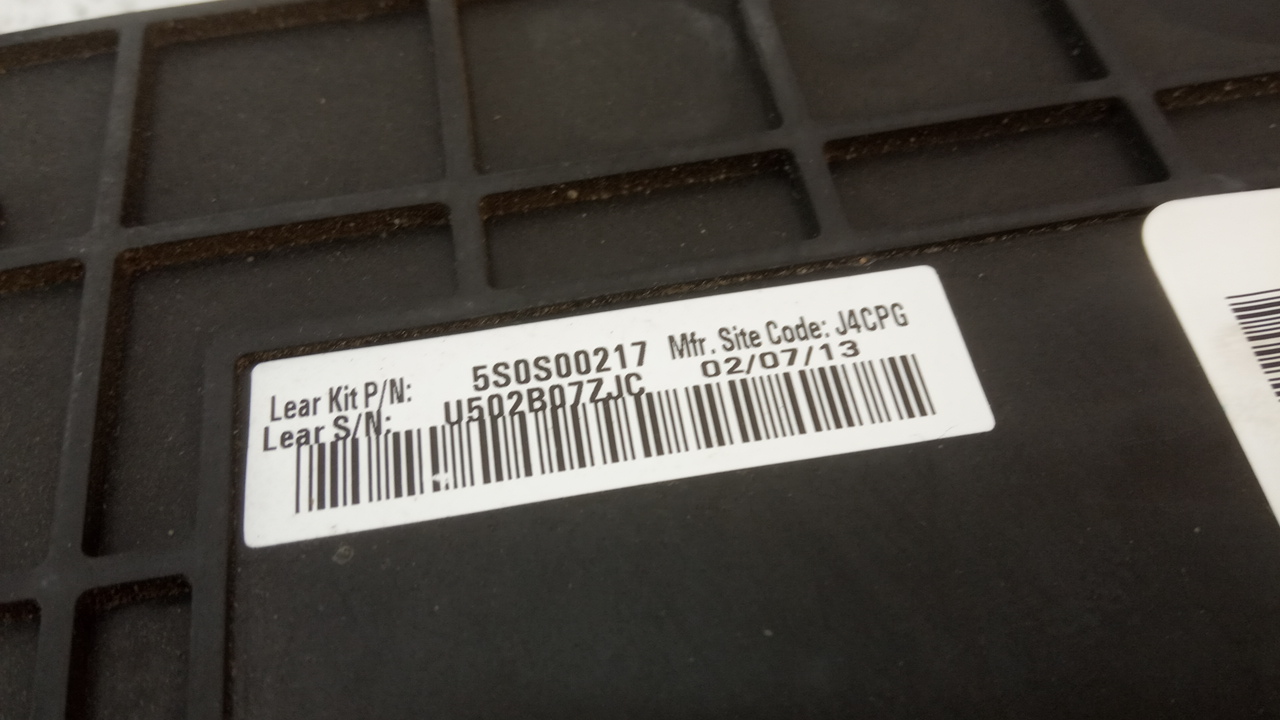 Lear Kit P/N: 5S0S00217 Mfr. Site Code: J4CPG
Lear S/N: U502B07ZJC 02/07/13